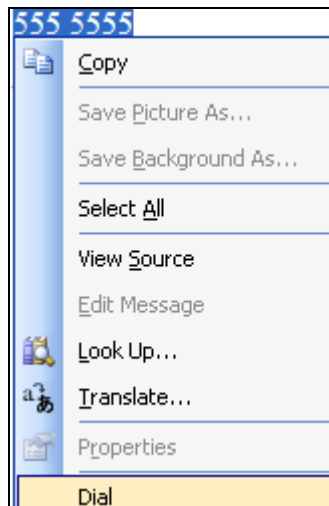 555 5555
Copy
Save Picture As...
Save Background As...
Select All
View Source
Edit Message
Look Up...
Translate...
Properties
Dial